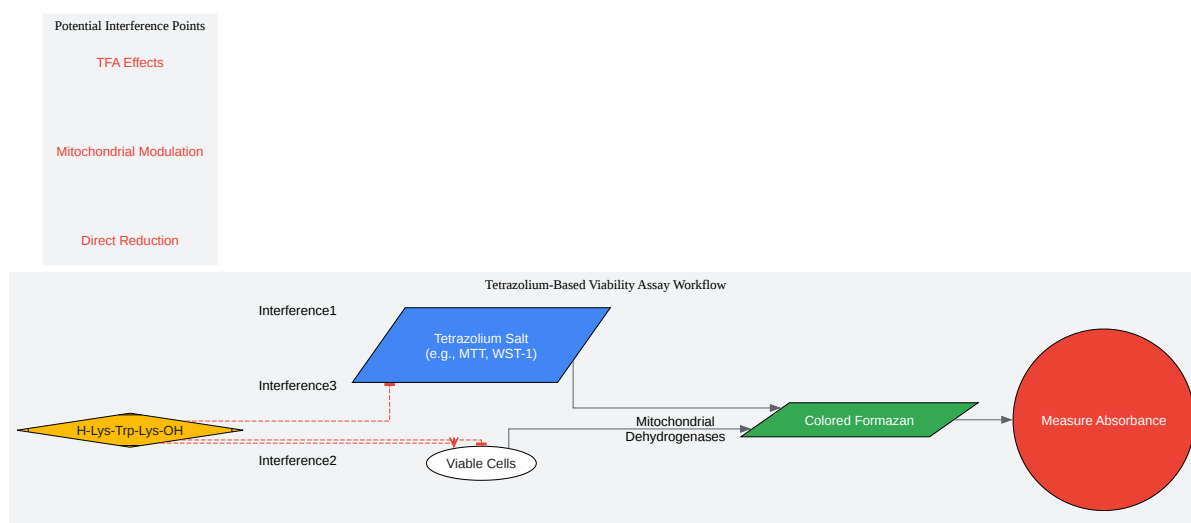 Potential Interference Points
TFA Effects
Mitochondrial Modulation
Direct Reduction
Tetrazolium-Based Viability Assay Workflow
Interference1
Tetrazolium Salt
(e.g., MTT, WST-1)
Interference3
H-Lys-Trp-Lys-OH
Interference2
Viable Cells
Mitochondrial
Dehydrogenases
Colored Formazan
Measure Absorbance